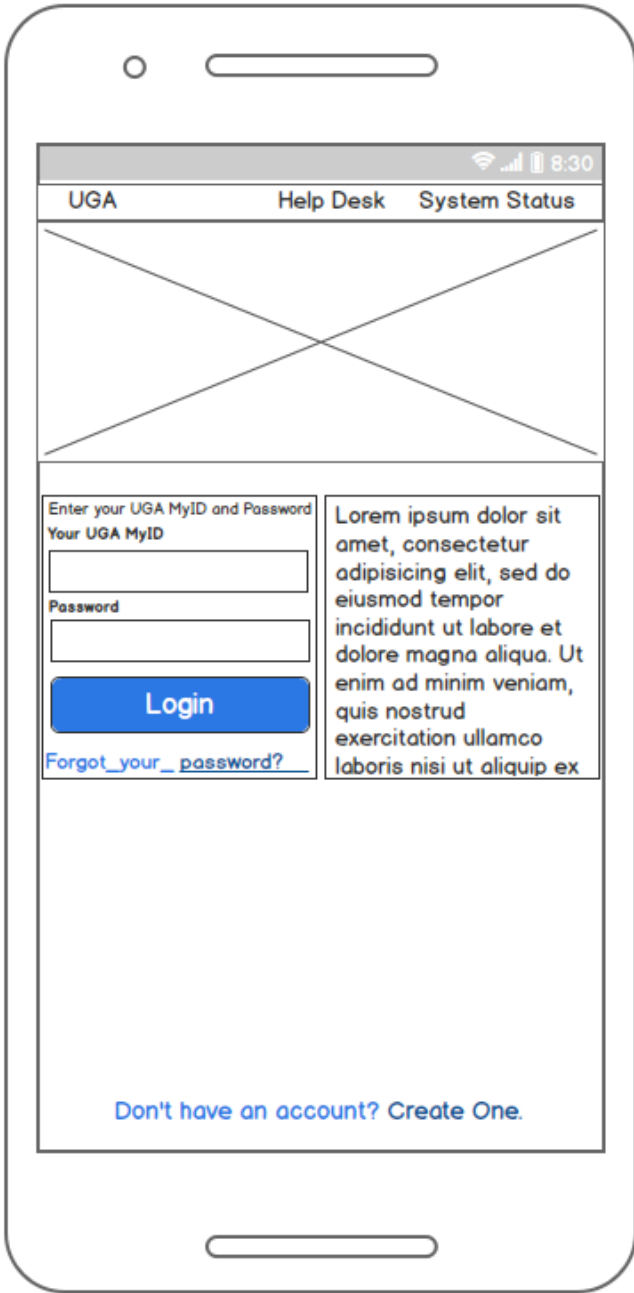 8:30
UGA Help Desk System Status
Enter your UGA MyID and Password
Your UGA MyID
Password
Login
Forgot_your_ password?
Lorem ipsum dolor sit
amet, consectetur
adipisicing elit, sed do
eiusmod tempor
incididunt ut labore et
dolore magna aliqua. Ut
enim ad minim veniam,
quis nostrud
exercitation ullamco
laboris nisi ut aliquip ex
Don't have an account? Create One.